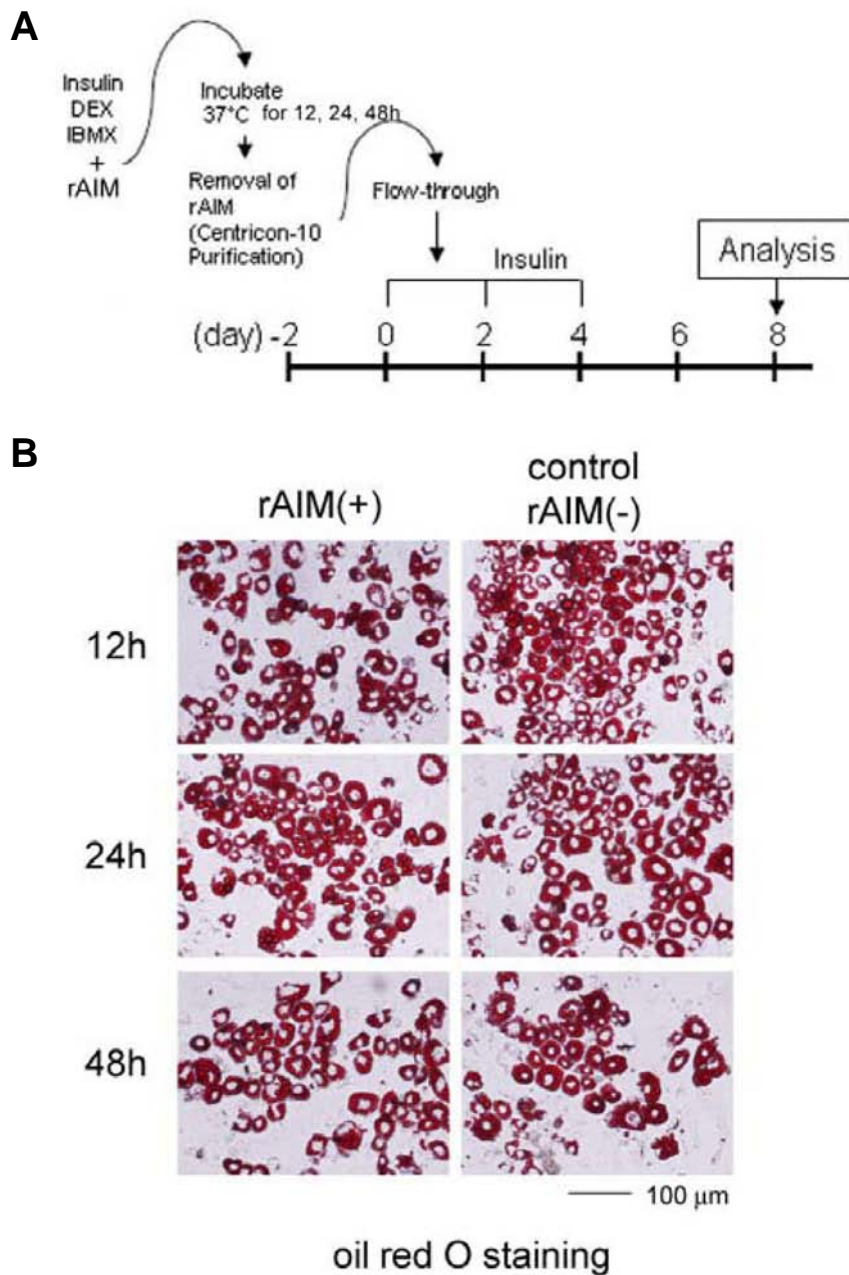 A
Insulin
DEX
IBMX
+
rAIM
Incubate
37°C for 12, 24, 48h
Removal of
rAIM
(Centricon-10
Purification)
Flow-through
Insulin
Analysis
(day) -2 0 2 4 6 8
B
rAIM(+)
control
rAIM(-)
12h
24h
48h
100 μm
oil red O staining